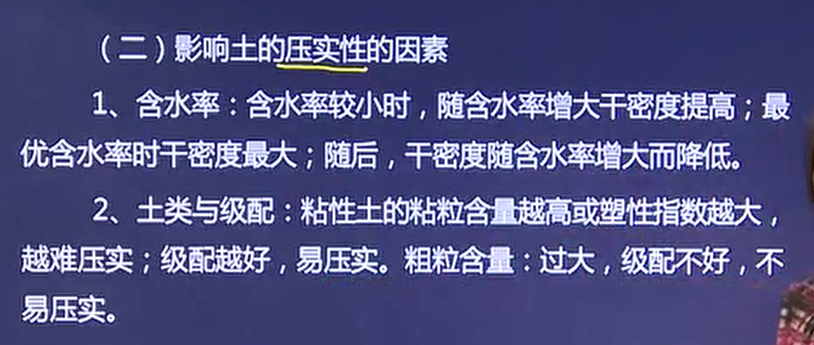 （二）影响土的压实性的因素
1、含水率：含水率较小时，随含水率增大干密度提高；最
优含水率时干密度最大；随后，干密度随含水率增大而降低。
2、土类与级配：粘性土的粘粒含量越高或塑性指数越大，
越难压实；级配越好，易压实。粗粒含量：过大，级配不好，不
易压实。